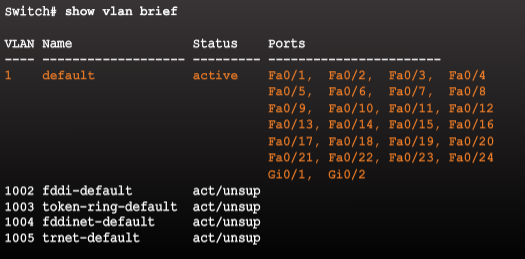 Switch# show vlan brief
VLAN Name Status Ports
---- ------------------- --------- -----------------------
1 default active Fa0/1, Fa0/2, Fa0/3, Fa0/4
Fa0/5, Fa0/6, Fa0/7, Fa0/8
Fa0/9, Fa0/10, Fa0/11, Fa0/12
Fa0/13, Fa0/14, Fa0/15, Fa0/16
Fa0/17, Fa0/18, Fa0/19, Fa0/20
Fa0/21, Fa0/22, Fa0/23, Fa0/24
Gi0/1, Gi0/2
1002 fddi-default act/unsup
1003 token-ring-default act/unsup
1004 fddinet-default act/unsup
1005 trnet-default act/unsup